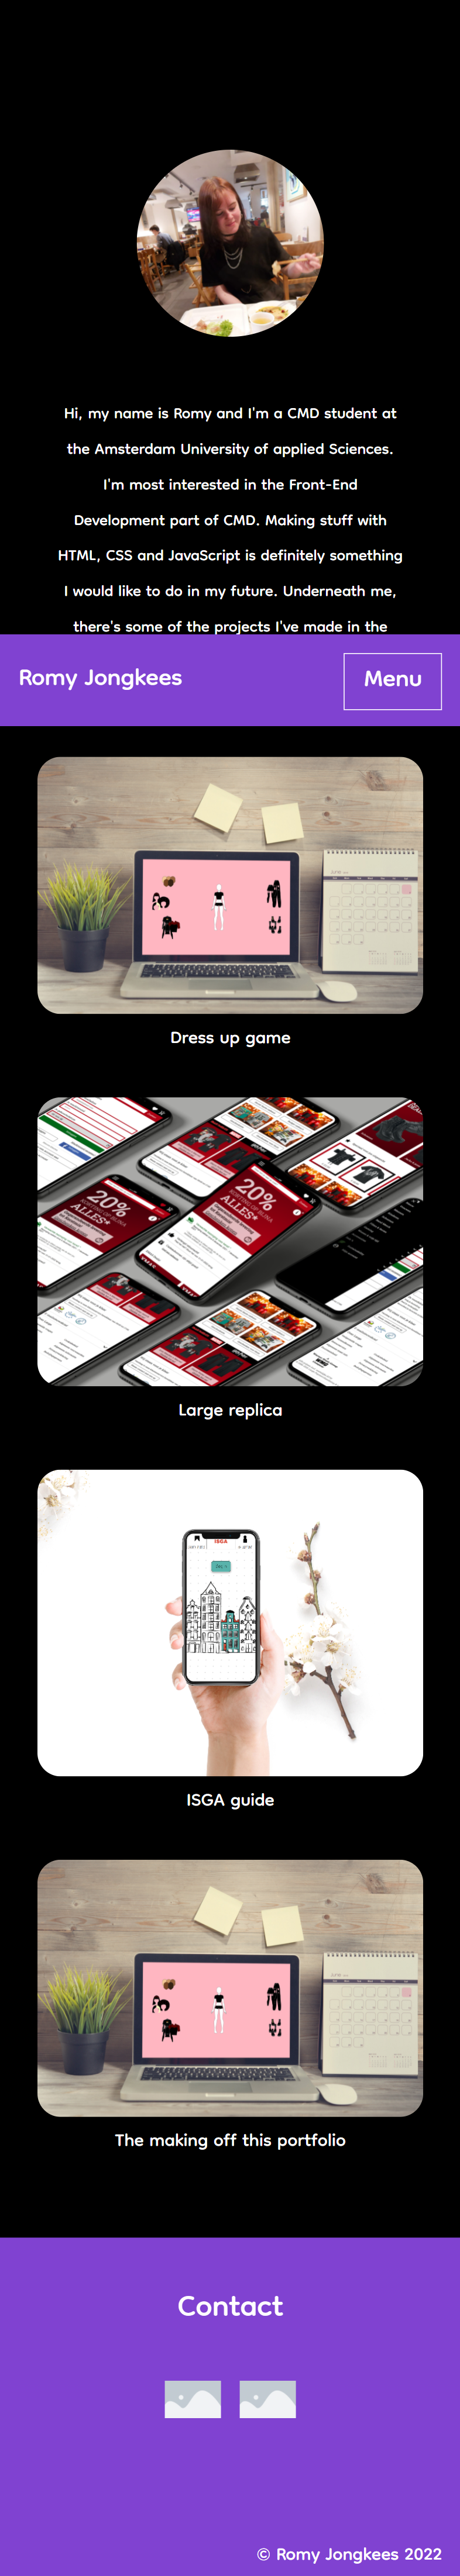 Hi, my name is Romy and I'm a CMD student at
the Amsterdam University of applied Sciences.
I'm most interested in the Front-End
Development part of CMD. Making stuff with
HTML, CSS and JavaScript is definitely something
I would like to do in my future. Underneath me,
there's some of the projects I've made in the
Romy Jongkees
Menu
Dress up game
20%
ALLES*
20%
ALLES*
Large replica
ISGA
ISGA guide
The making off this portfolio
Contact
© Romy Jongkees 2022